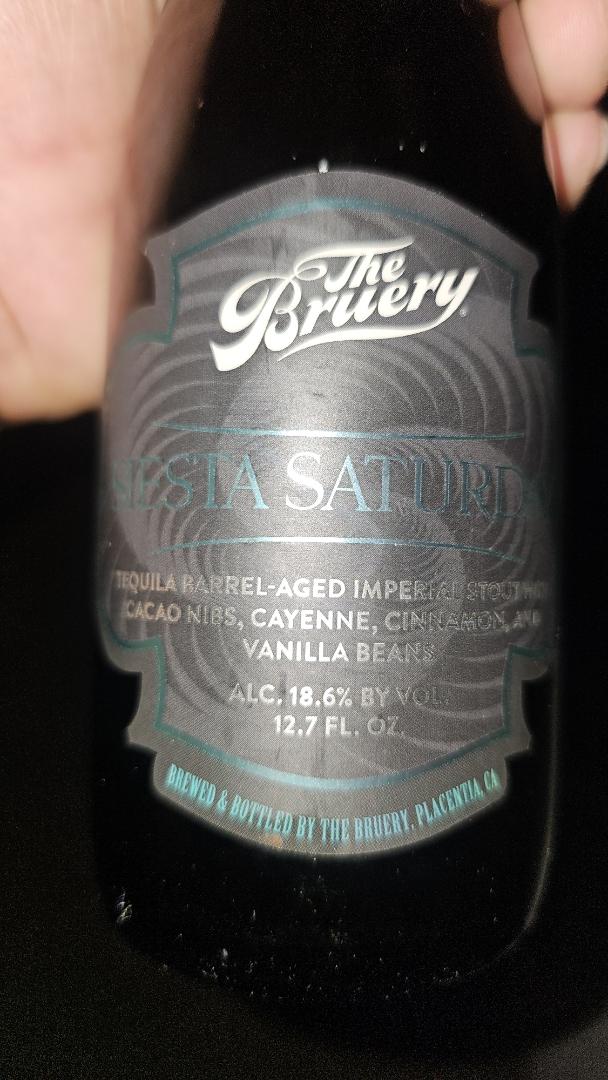 The
Bruery
SIESTA SATURD
TEQUILA BARREL-AGED IMPERIAL STOUT
CACAO NIBS, CAYENNE, CINNAMON, AND
VANILLA BEANS
ALC. 18.6% BY VOL.
12.7 FL. OZ.
BREWED & BOTTLED BY THE BRUERY, PLACENTIA, CA